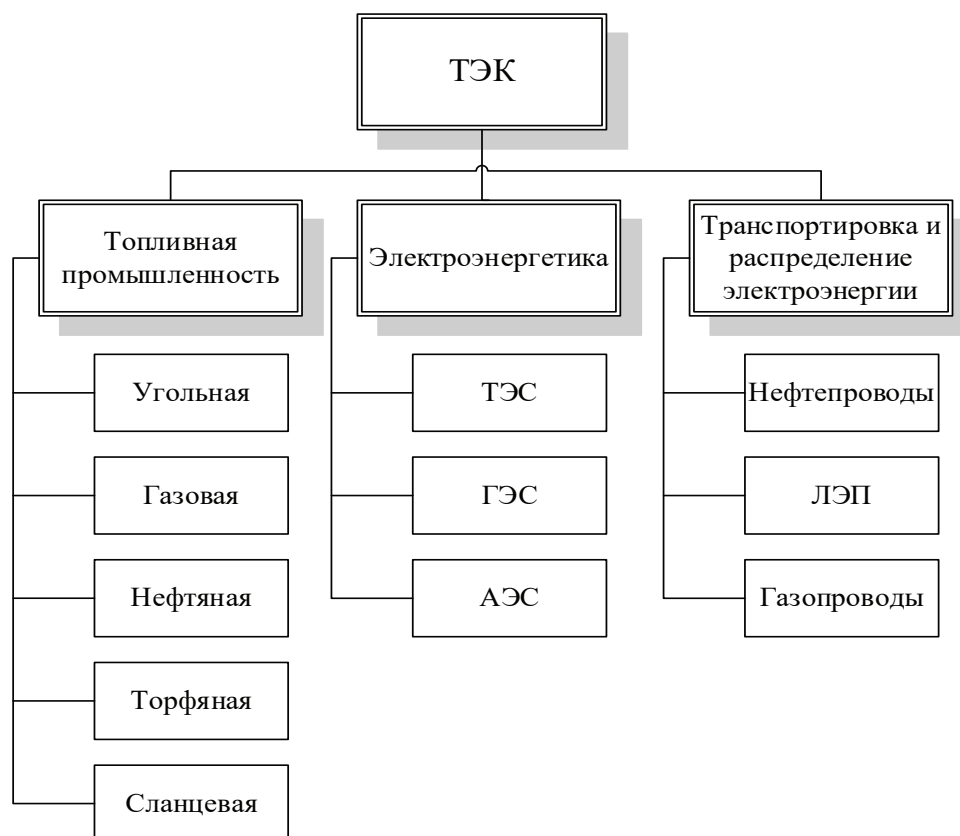 ТЭК
Топливная
промышленность
Электроэнергетика
Транспортировка и
распределение
электроэнергии
Угольная
ТЭС
Нефтепроводы
Газовая
ГЭС
ЛЭП
Нефтяная
АЭС
Газопроводы
Торфяная
Сланцевая